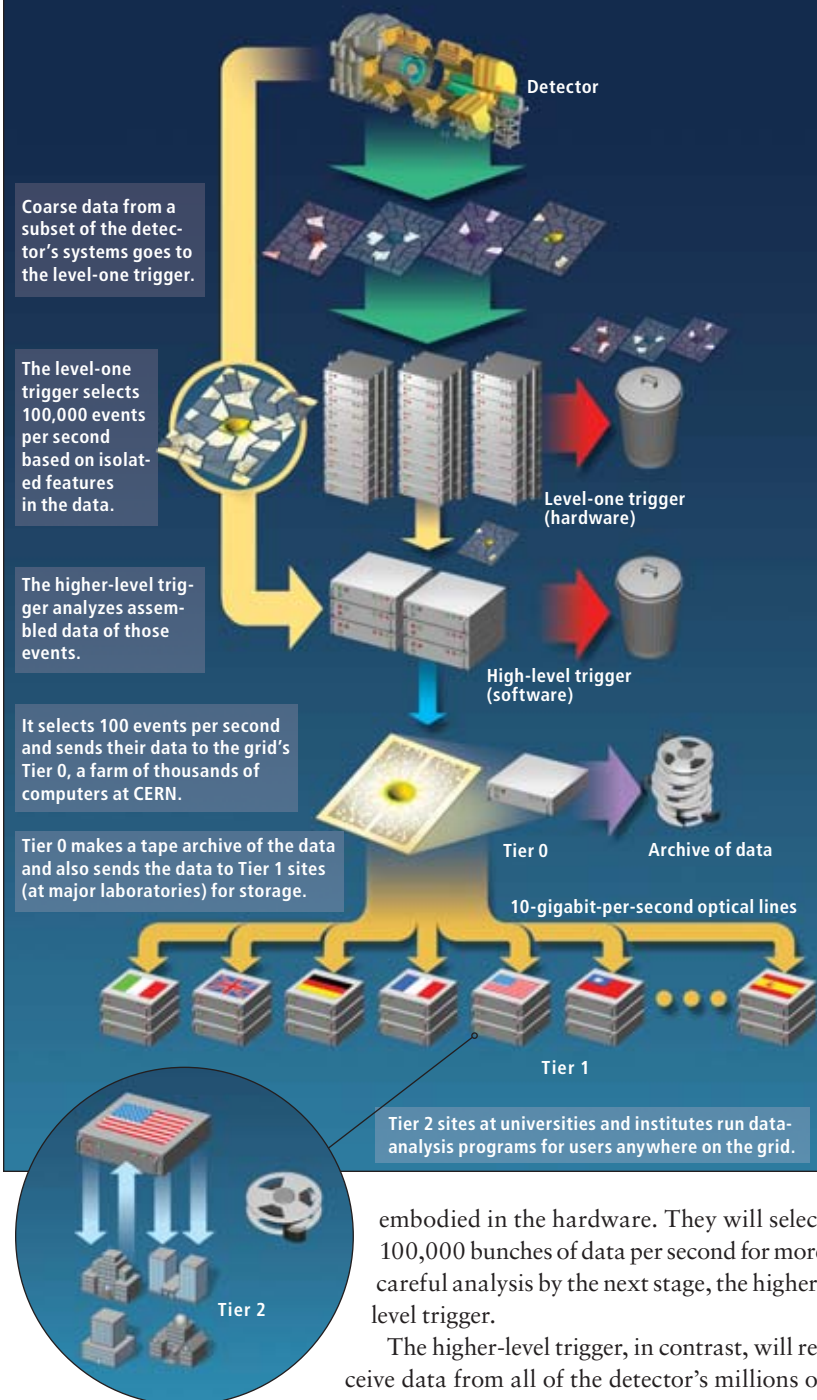 Detector
Coarse data from a
subset of the detec-
tor's systems goes to
the level-one trigger.
The level-one
trigger selects
100,000 events
per second
based on isolat-
ed features
in the data.
Level-one trigger
(hardware)
The higher-level trig-
ger analyzes assem-
bled data of those
events.
High-level trigger
(software)
It selects 100 events per second
and sends their data to the grid's
Tier 0, a farm of thousands of
computers at CERN.
Tier 0 makes a tape archive of the data
and also sends the data to Tier 1 sites
(at major laboratories) for storage.
Tier 0
Archive of data
10-gigabit-per-second optical lines
Tier 1
Tier 2 sites at universities and institutes run data-
analysis programs for users anywhere on the grid.
Tier 2
embodied in the hardware. They will selec
100,000 bunches of data per second for more
careful analysis by the next stage, the higher
level trigger.
The higher-level trigger, in contrast, will re
ceive data from all of the detector's millions o